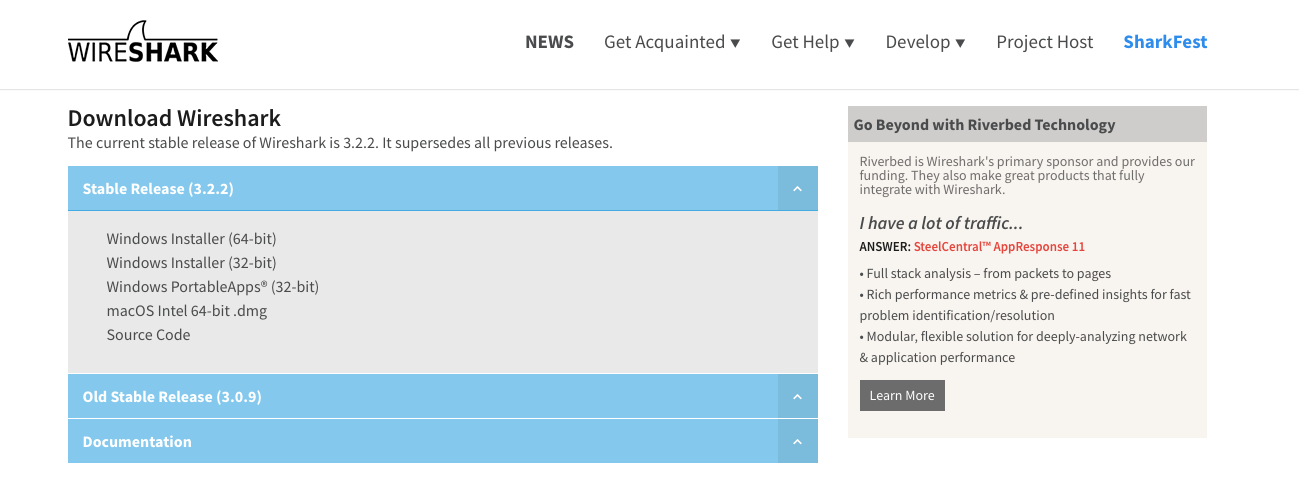 WIRESHARK
NEWS Get Acquainted ▼ Get Help ▼ Develop ▼ Project Host SharkFest
Download Wireshark
The current stable release of Wireshark is 3.2.2. It supersedes all previous releases.
Stable Release (3.2.2)
Windows Installer (64-bit)
Windows Installer (32-bit)
Windows PortableApps® (32-bit)
macOS Intel 64-bit .dmg
Source Code
Old Stable Release (3.0.9)
Documentation
Go Beyond with Riverbed Technology
Riverbed is Wireshark's primary sponsor and provides our
funding. They also make great products that fully
integrate with Wireshark.
I have a lot of traffic...
ANSWER: SteelCentral™ AppResponse 11
• Full stack analysis – from packets to pages
• Rich performance metrics & pre-defined insights for fast
problem identification/resolution
• Modular, flexible solution for deeply-analyzing network
& application performance
Learn More